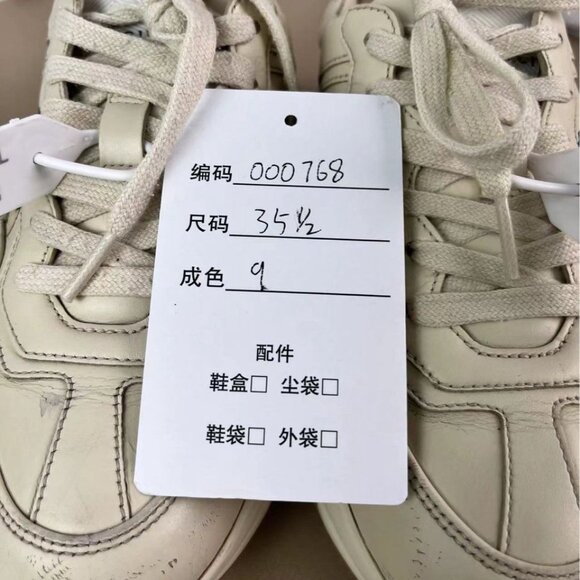 编码 000768
尺码 35½
成色 9
配件
鞋盒□ 尘袋□
鞋袋□ 外袋□